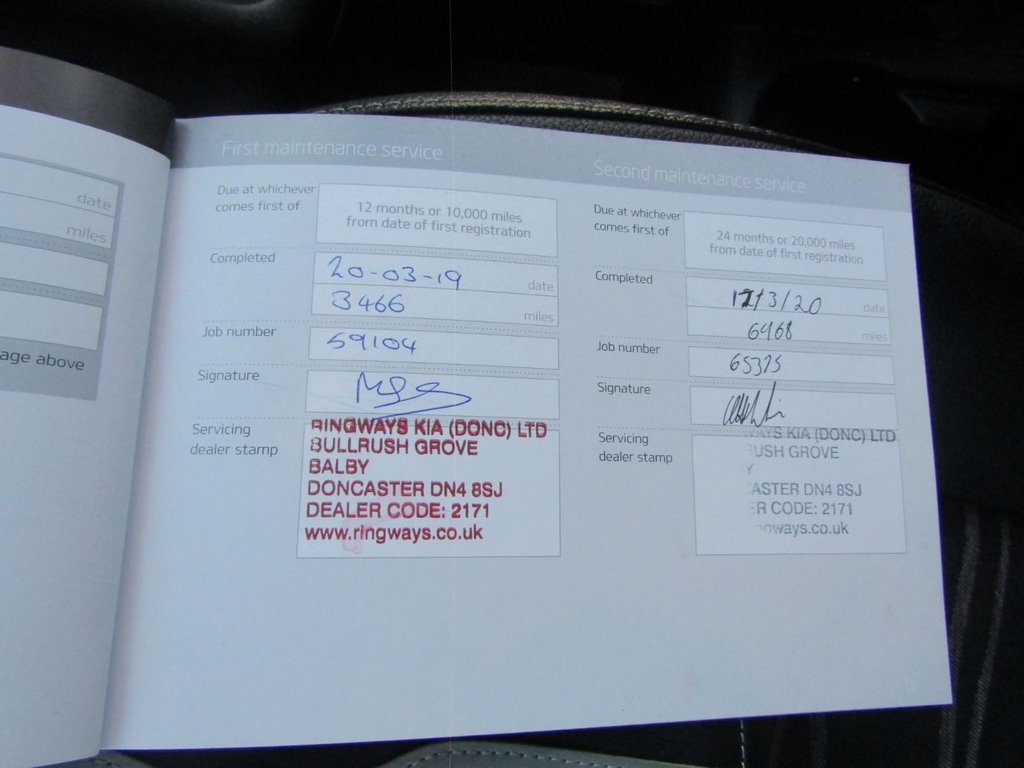 date
miles
age above
First maintenance service
Due at whichever
comes first of
12 months or 10,000 miles
from date of first registration
Completed
20-03-19 date
3466 miles
Job number
59104
Signature
Servicing
dealer stamp
RINGWAYS KIA (DONC) LTD
BULLRUSH GROVE
BALBY
DONCASTER DN4 8SJ
DEALER CODE: 2171
www.ringways.co.uk
Second maintenance service
Due at whichever
comes first of
24 months or 20,000 miles
from date of first registration
Completed
/3/20 date
6968 miles
Job number
65375
Signature
Servicing
dealer stamp
WAYS KIA (DONC) LTD
USH GROVE
Y
ASTER DN4 8SJ
R CODE: 2171
ngways.co.uk